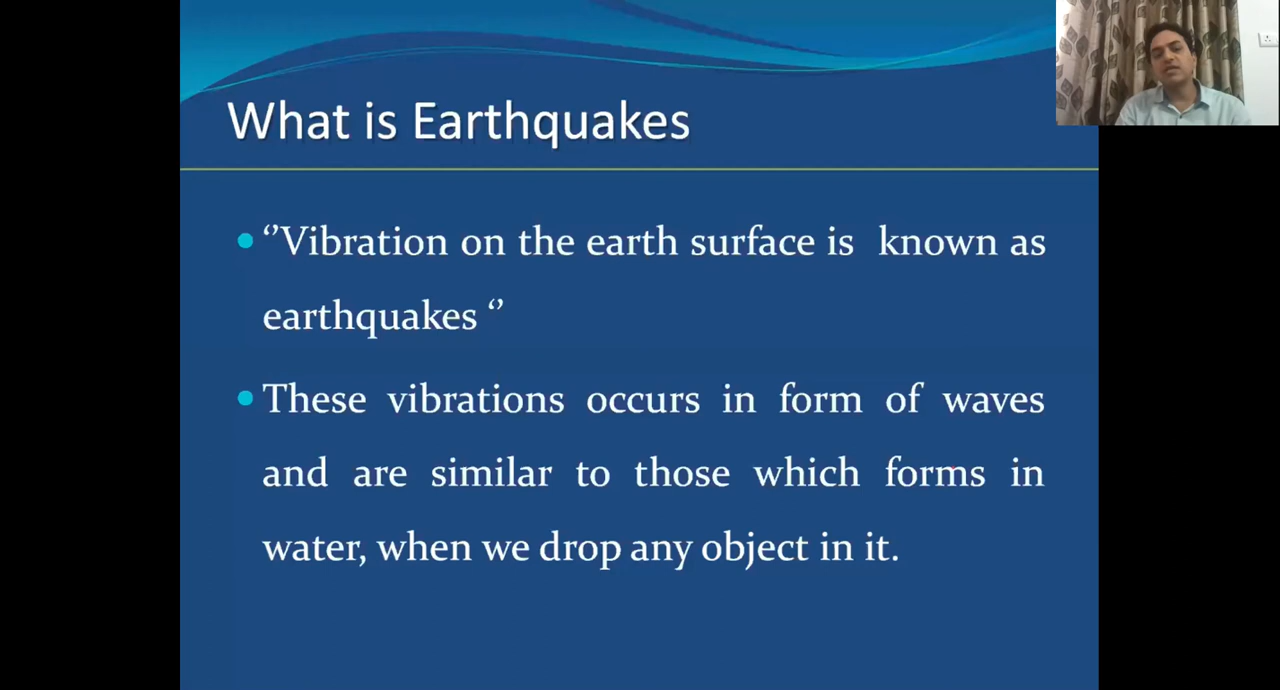 What is Earthquakes
‘’Vibration on the earth surface is known as
earthquakes ‘’
These vibrations occurs in form of waves
and are similar to those which forms in
water, when we drop any object in it.